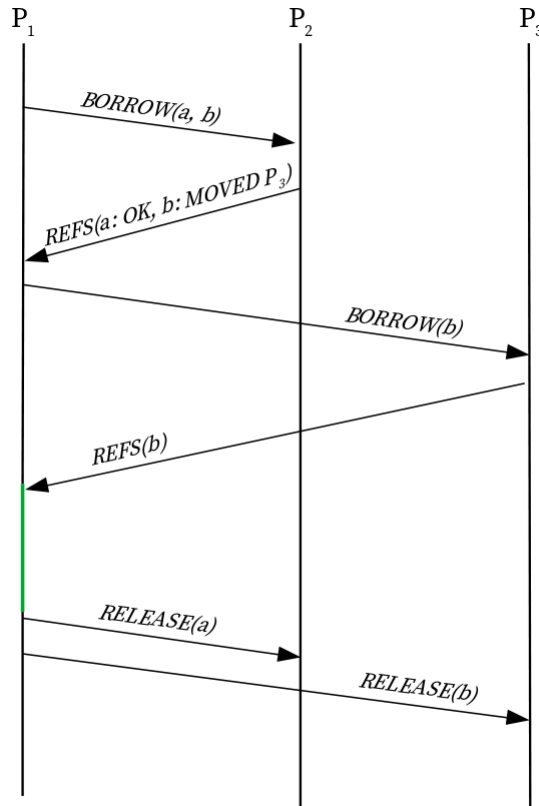 P₁ P₂ P₃
BORROW(a, b)
REFS(a: OK, b: MOVED P₃)
BORROW(b)
REFS(b)
RELEASE(a)
RELEASE(b)